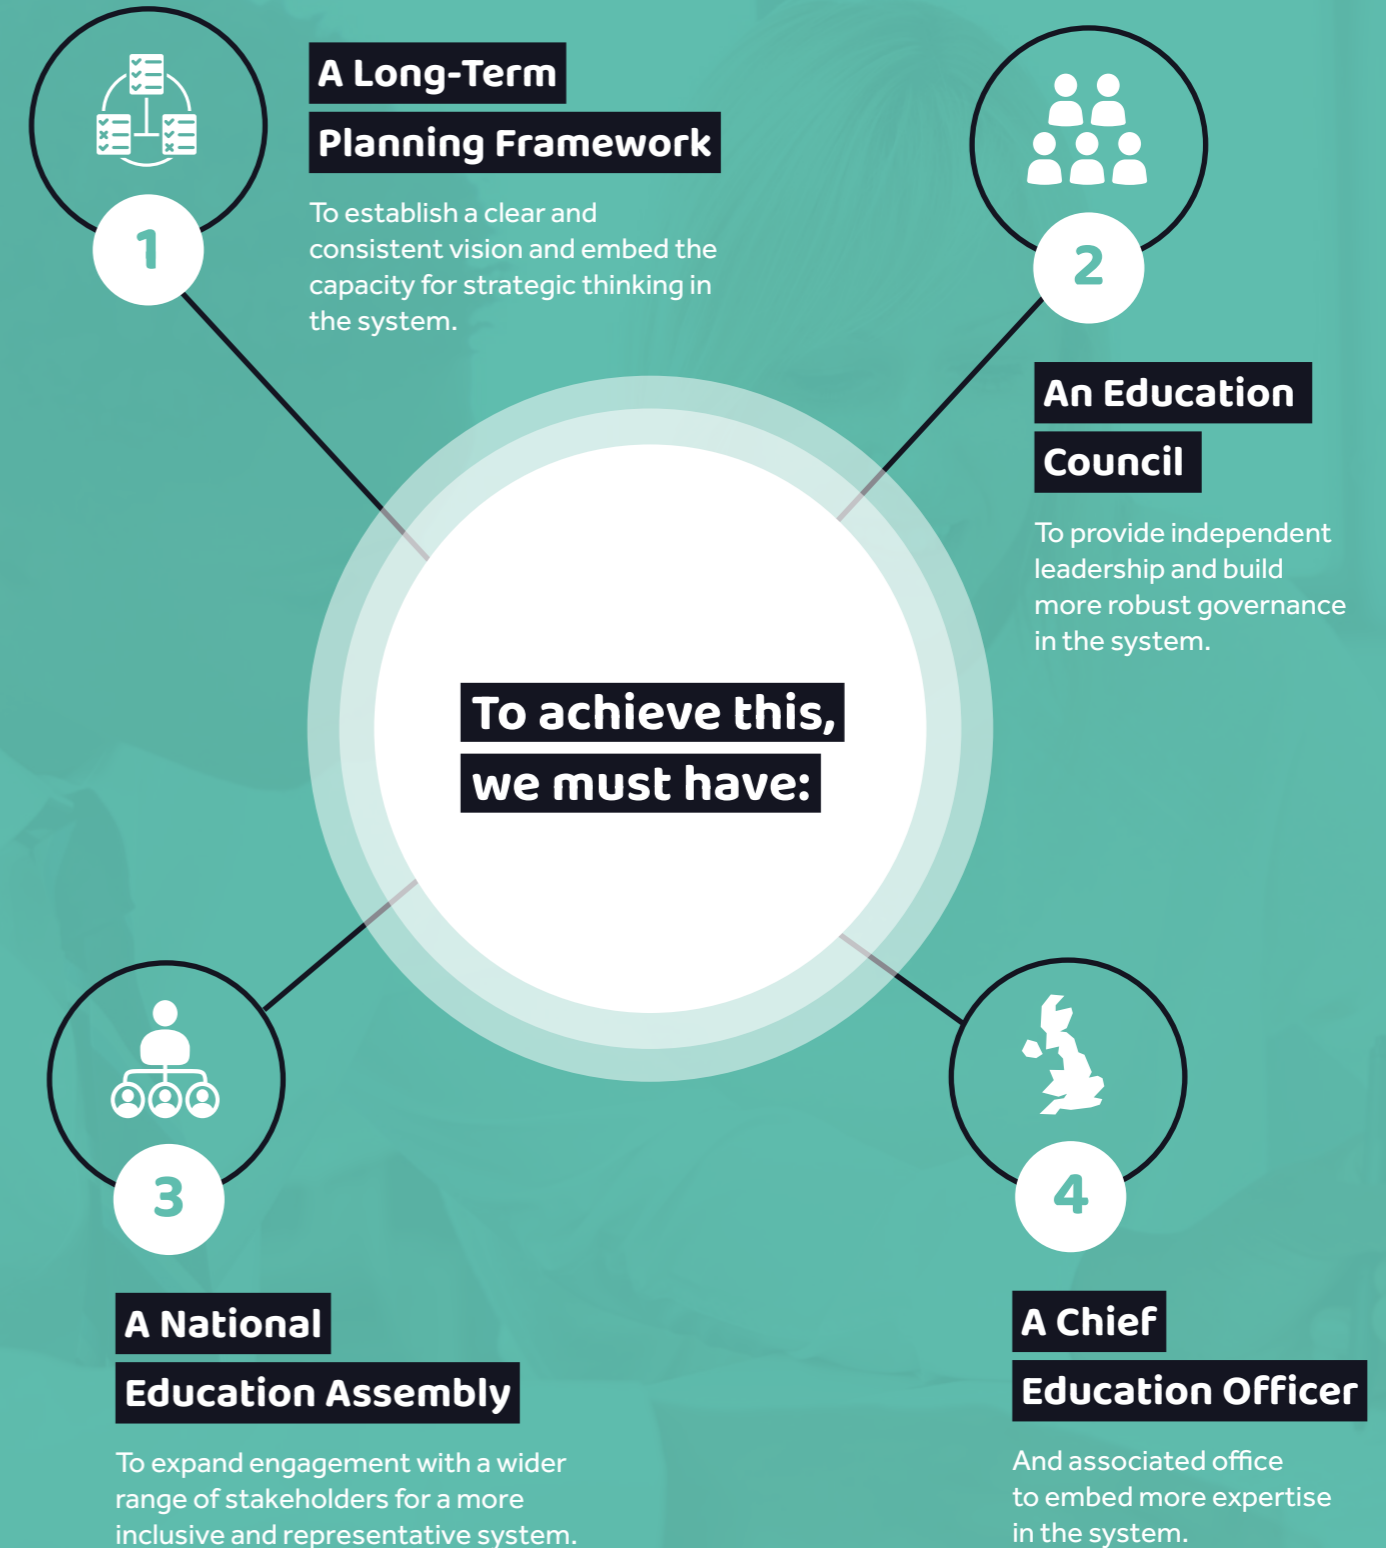 1
A Long-Term
Planning Framework
To establish a clear and
consistent vision and embed the
capacity for strategic thinking in
the system.
2
An Education
Council
To provide independent
leadership and build
more robust governance
in the system.
To achieve this,
we must have:
3
A National
Education Assembly
To expand engagement with a wider
range of stakeholders for a more
inclusive and representative system.
4
A Chief
Education Officer
And associated office
to embed more expertise
in the system.